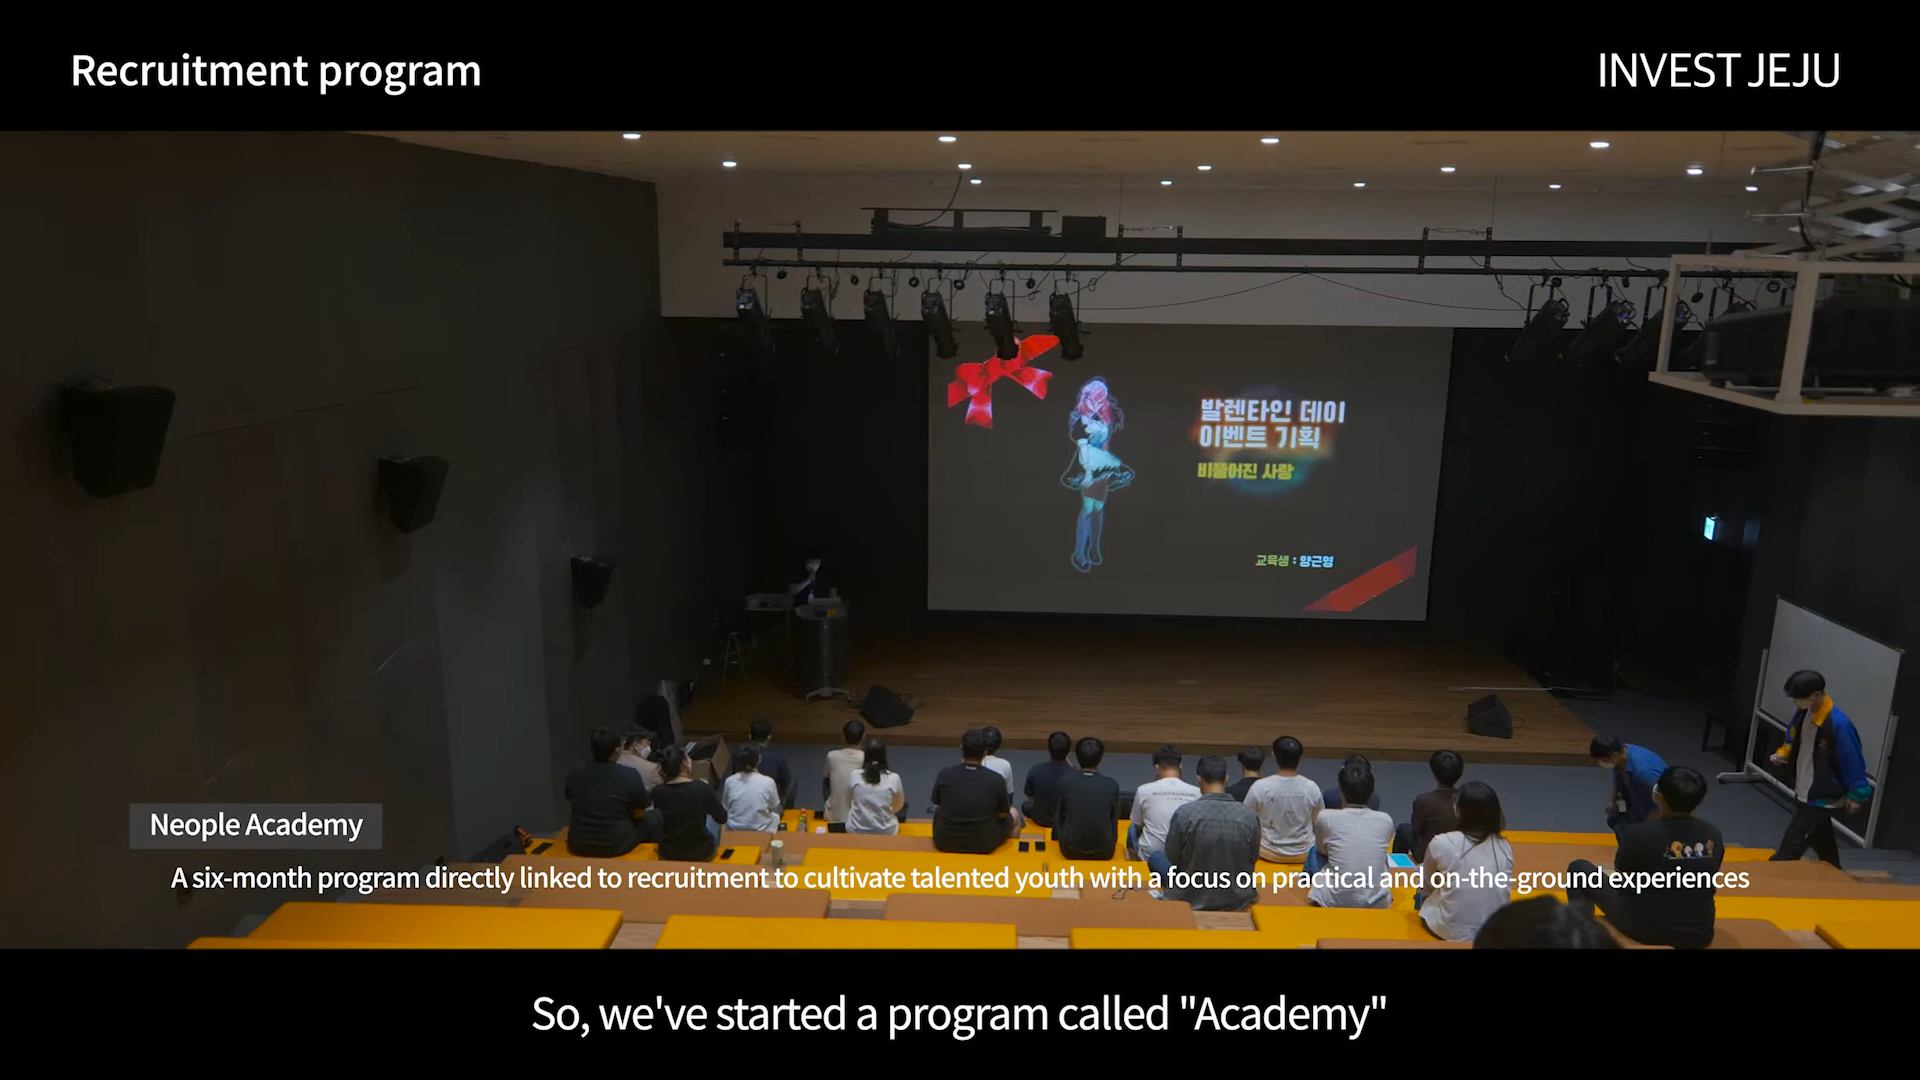 Recruitment program
INVEST JEJU
발렌타인 데이
이벤트 기획
비뚤어진 사랑
교육생 : 양근영
Neople Academy
A six-month program directly linked to recruitment to cultivate talented youth with a focus on practical and on-the-ground experiences
So, we've started a program called "Academy"